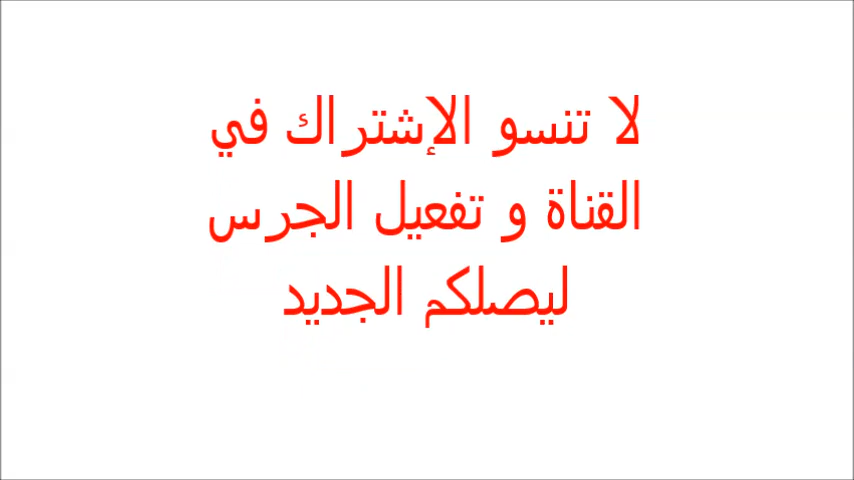 لا تنسو الإشتراك في
القناة و تفعيل الجرس
ليصلكم الجديد